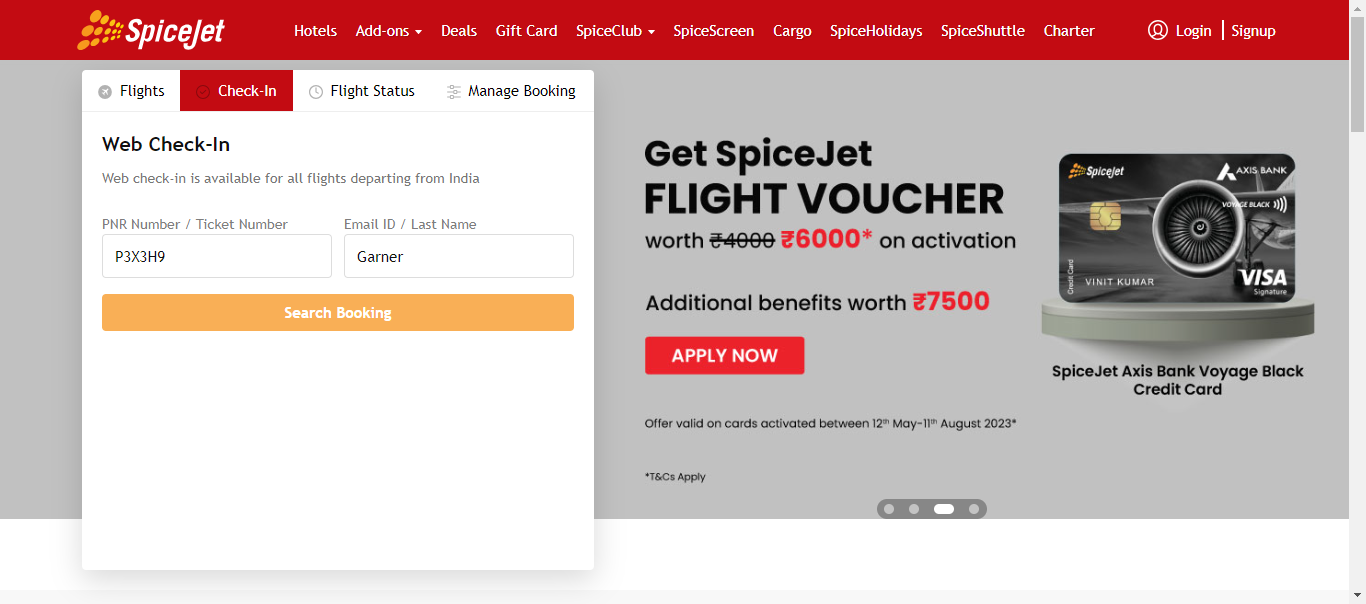 SpiceJet
Hotels Add-ons Deals Gift Card SpiceClub SpiceScreen Cargo SpiceHolidays SpiceShuttle Charter Login Signup
Flights Check-In Flight Status Manage Booking
Web Check-In
Web check-in is available for all flights departing from India
PNR Number / Ticket Number Email ID / Last Name
P3X3H9 Garner
Search Booking
Get SpiceJet
FLIGHT VOUCHER
worth ₹4000 ₹6000* on activation
Additional benefits worth ₹7500
APPLY NOW
Offer valid on cards activated between 12th May-11th August 2023*
*T&Cs Apply
SpiceJet AXIS BANK
VOYAGE BLACK
Credit Card
VINIT KUMAR
VISA
Signature
SpiceJet Axis Bank Voyage Black
Credit Card